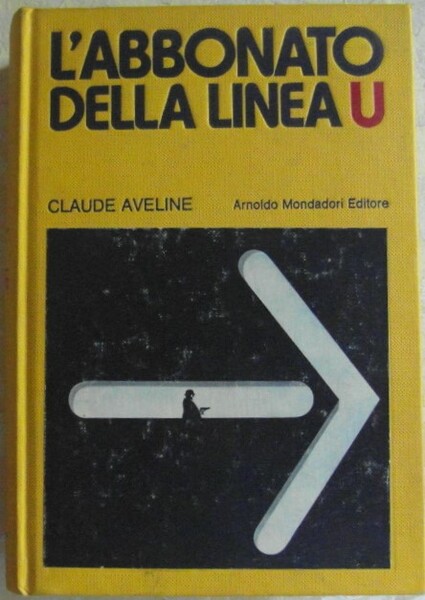 L'ABBONATO
DELLA LINEA U
CLAUDE AVELINE Arnoldo Mondadori Editore